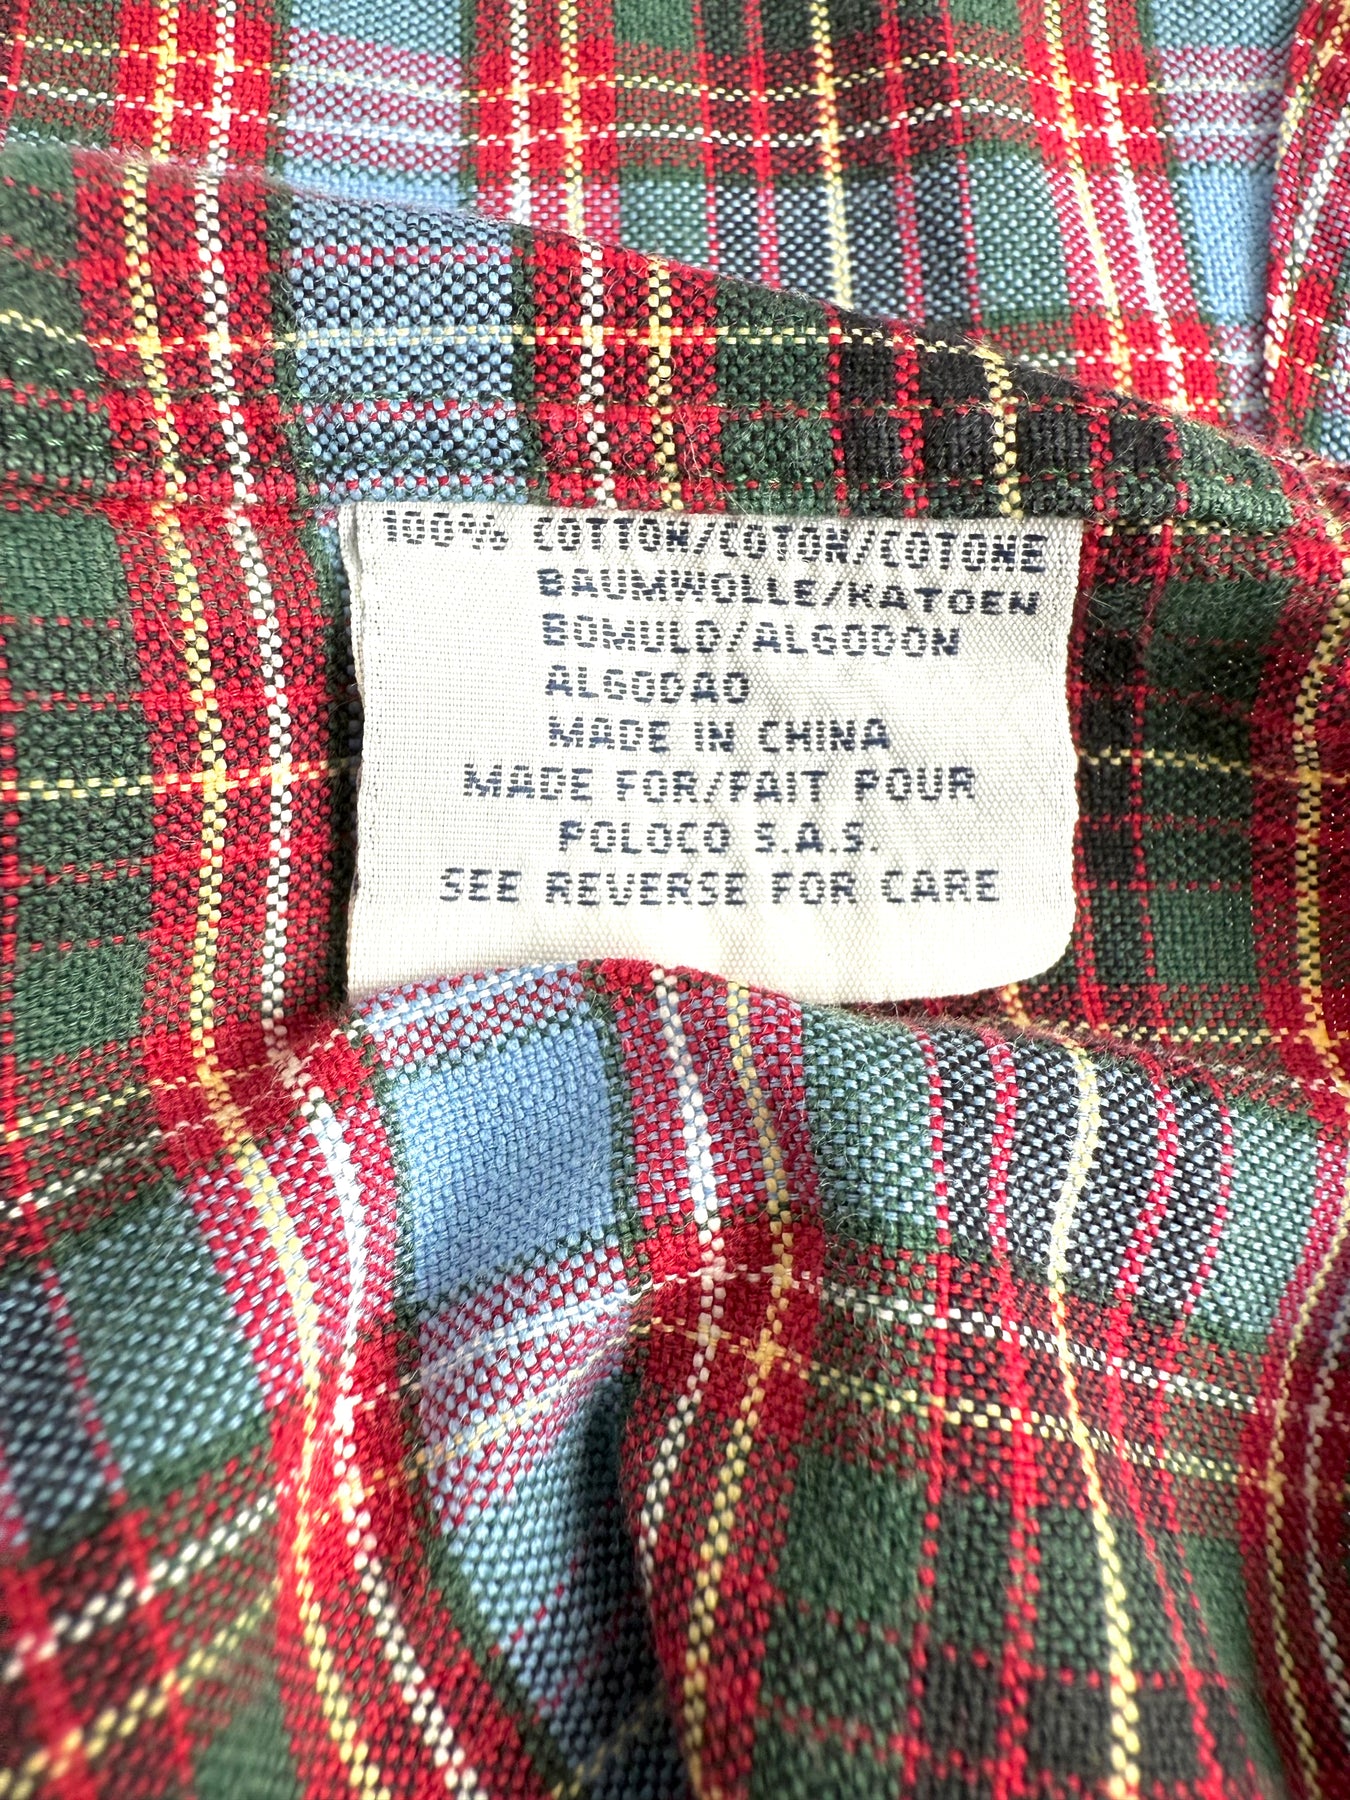 100% COTTON/COTON/COTONE
BAUMWOLLE/KATOEN
BOMULD/ALGODON
ALGODAO
MADE IN CHINA
MADE FOR/FAIT POUR
POLOCO S.A.S.
SEE REVERSE FOR CARE